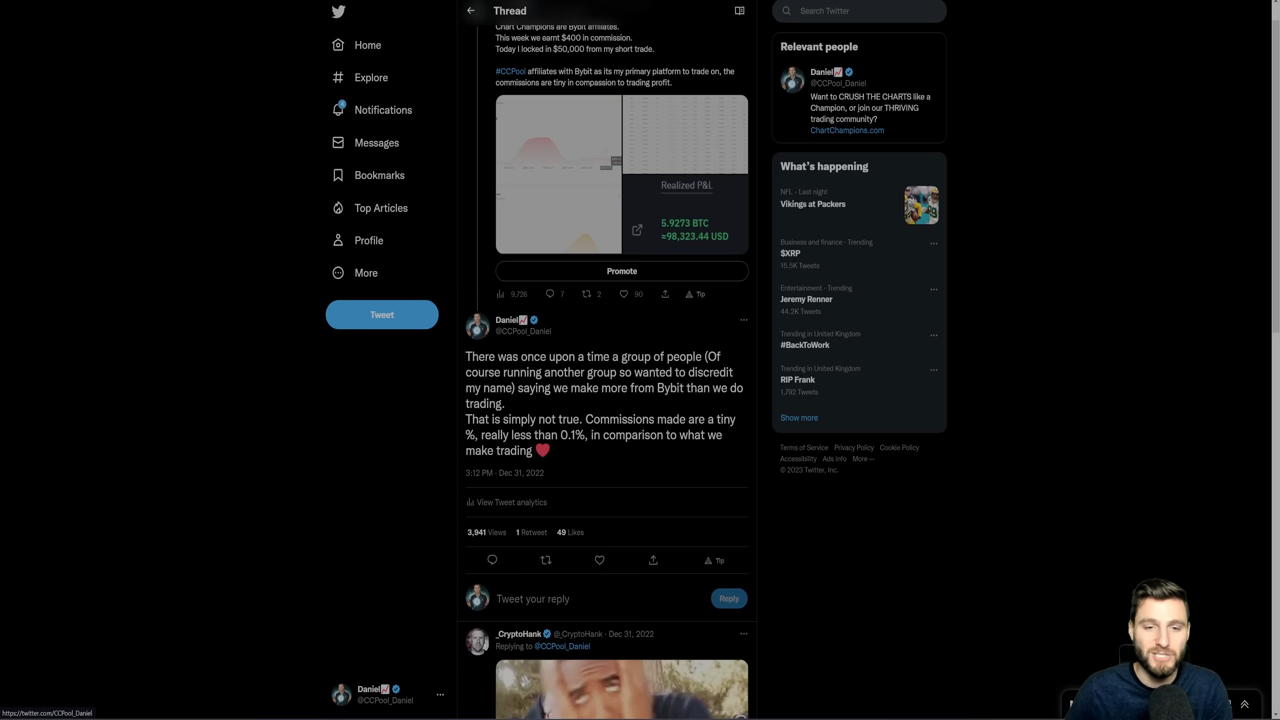 Thread
Search Twitter
Home
Explore
Notifications
Messages
Bookmarks
Top Articles
Profile
More
Tweet
Chart Champions are Bybit affiliates.
This week we earnt $400 in commission.
Today I locked in $50,000 from my short trade.
#CCPool affiliates with Bybit as its my primary platform to trade on, the
commissions are tiny in compassion to trading profit.
Realized P&L
5.9273 BTC
≈98,323.44 USD
Promote
9,726 7 2 90 Tip
Daniel
@CCPool_Daniel
There was once upon a time a group of people (Of
course running another group so wanted to discredit
my name) saying we make more from Bybit than we do
trading.
That is simply not true. Commissions made are a tiny
%, really less than 0.1%, in comparison to what we
make trading
3:12 PM · Dec 31, 2022
View Tweet analytics
3,941 Views 1 Retweet 49 Likes
Tip
Tweet your reply
Reply
_CryptoHank @_CryptoHank · Dec 31, 2022
Replying to @CCPool_Daniel
Relevant people
Daniel
@CCPool_Daniel
Want to CRUSH THE CHARTS like a
Champion, or join our THRIVING
trading community?
ChartChampions.com
What's happening
NFL · Last night
Vikings at Packers
Business and finance · Trending
$XRP
15.5K Tweets
Entertainment · Trending
Jeremy Renner
44.2K Tweets
Trending in United Kingdom
#BackToWork
Trending in United Kingdom
RIP Frank
1,792 Tweets
Show more
Terms of Service Privacy Policy Cookie Policy
Accessibility Ads info More
© 2023 Twitter, Inc.
Daniel
@CCPool_Daniel
https://twitter.com/CCPool_Daniel